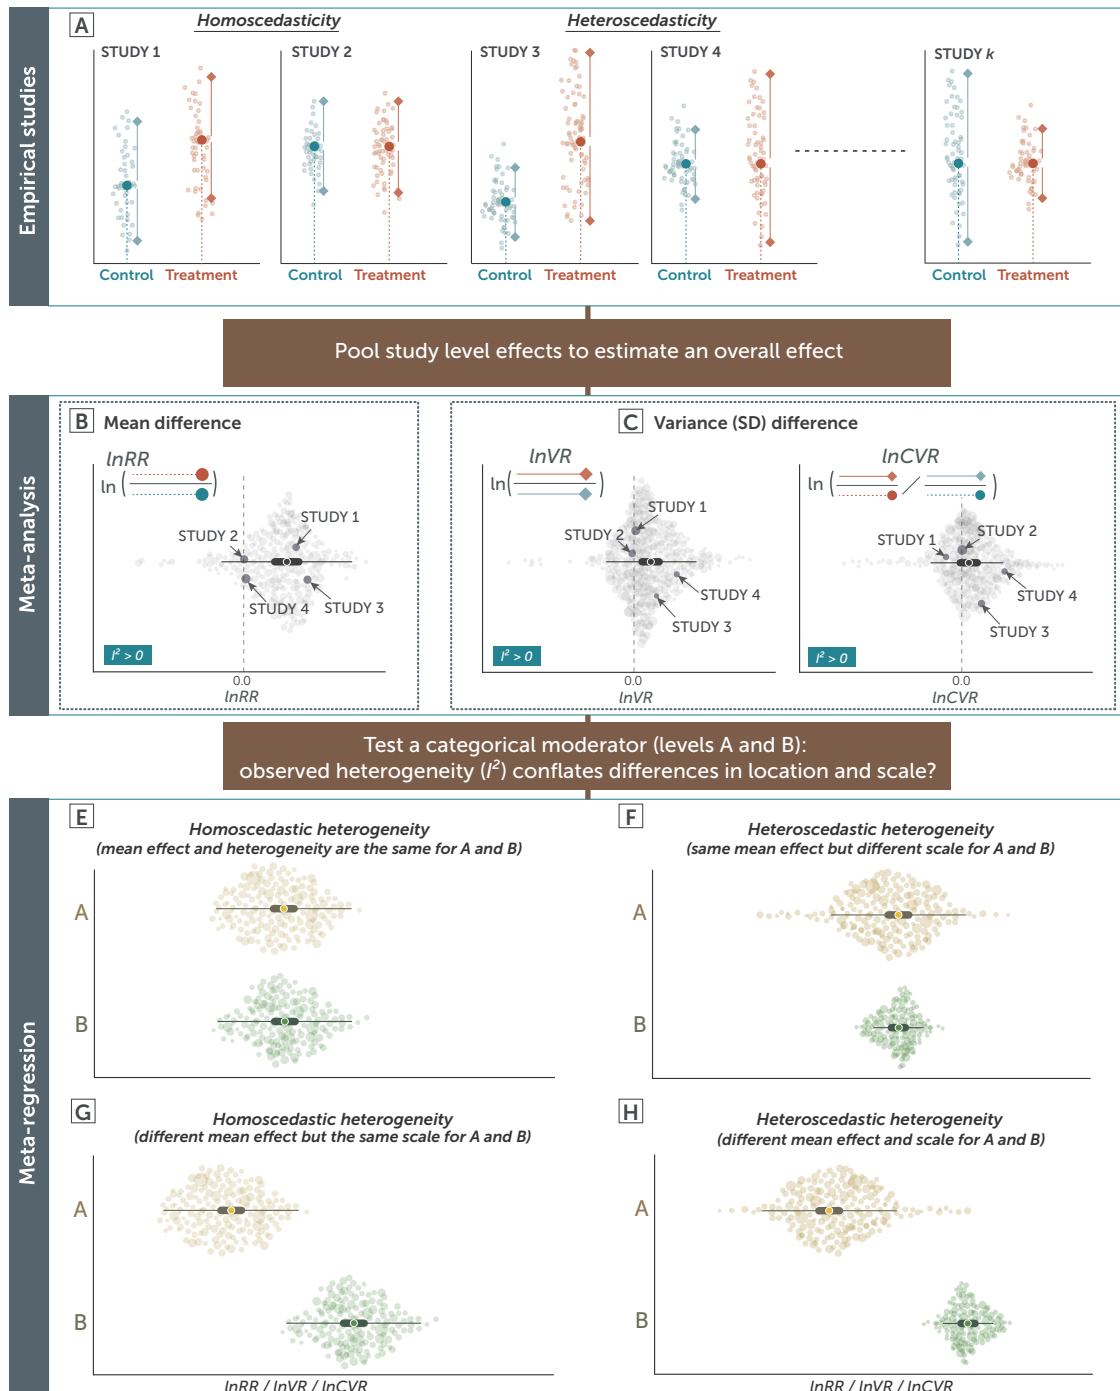 Empirical studies
A
Homoscedasticity
Heteroscedasticity
STUDY 1
STUDY 2
STUDY 3
STUDY 4
STUDY k
Control Treatment
Control Treatment
Control Treatment
Control Treatment
Control Treatment
Pool study level effects to estimate an overall effect
Meta-analysis
B Mean difference
lnRR
ln ( )
STUDY 1
STUDY 2
STUDY 4
STUDY 3
I² > 0
0.0
lnRR
C Variance (SD) difference
lnVR
ln ( )
STUDY 1
STUDY 2
STUDY 4
STUDY 3
I² > 0
0.0
lnVR
lnCVR
ln ( / )
STUDY 2
STUDY 1
STUDY 4
STUDY 3
I² > 0
0.0
lnCVR
Test a categorical moderator (levels A and B):
observed heterogeneity (I²) conflates differences in location and scale?
Meta-regression
E
Homoscedastic heterogeneity
(mean effect and heterogeneity are the same for A and B)
A
B
F
Heteroscedastic heterogeneity
(same mean effect but different scale for A and B)
A
B
G
Homoscedastic heterogeneity
(different mean effect but the same scale for A and B)
A
B
lnRR / lnVR / lnCVR
H
Heteroscedastic heterogeneity
(different mean effect and scale for A and B)
A
B
lnRR / lnVR / lnCVR